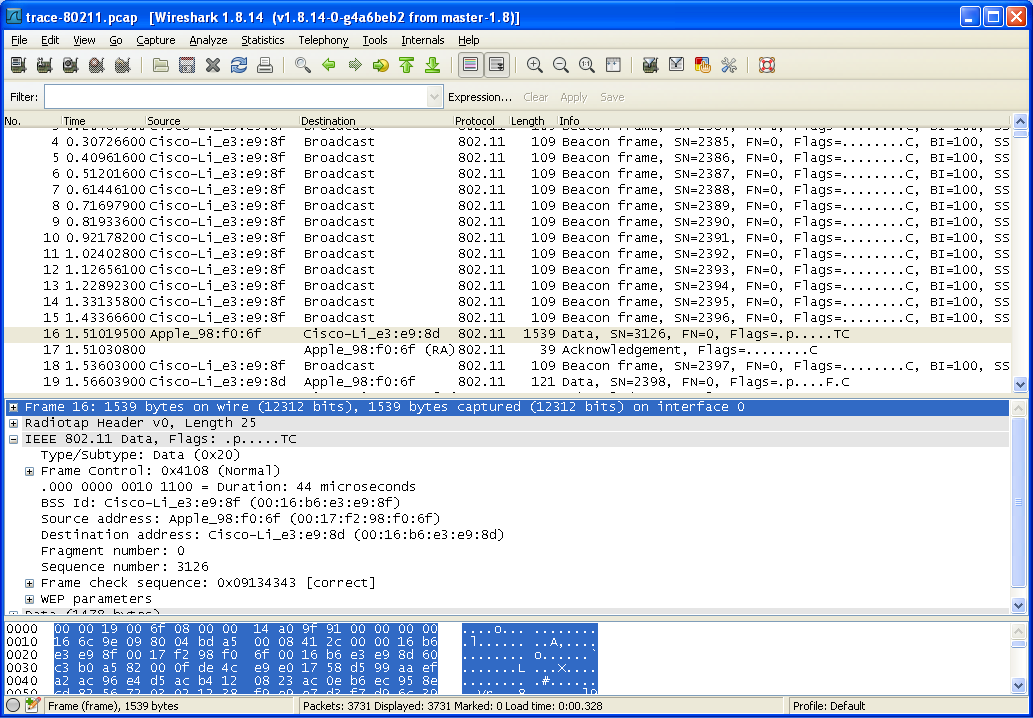 trace-80211.pcap [Wireshark 1.8.14 (v1.8.14-0-g4a6beb2 from master-1.8)]
File Edit View Go Capture Analyze Statistics Telephony Tools Internals Help
Filter: Expression... Clear Apply Save
No. Time Source Destination Protocol Length Info
4 0.30726600 Cisco-Li_e3:e9:8f Broadcast 802.11 109 Beacon frame, SN=2385, FN=0, Flags=........C, BI=100, SS
5 0.40961600 Cisco-Li_e3:e9:8f Broadcast 802.11 109 Beacon frame, SN=2386, FN=0, Flags=........C, BI=100, SS
6 0.51201600 Cisco-Li_e3:e9:8f Broadcast 802.11 109 Beacon frame, SN=2387, FN=0, Flags=........C, BI=100, SS
7 0.61446100 Cisco-Li_e3:e9:8f Broadcast 802.11 109 Beacon frame, SN=2388, FN=0, Flags=........C, BI=100, SS
8 0.71697900 Cisco-Li_e3:e9:8f Broadcast 802.11 109 Beacon frame, SN=2389, FN=0, Flags=........C, BI=100, SS
9 0.81933600 Cisco-Li_e3:e9:8f Broadcast 802.11 109 Beacon frame, SN=2390, FN=0, Flags=........C, BI=100, SS
10 0.92178200 Cisco-Li_e3:e9:8f Broadcast 802.11 109 Beacon frame, SN=2391, FN=0, Flags=........C, BI=100, SS
11 1.02402800 Cisco-Li_e3:e9:8f Broadcast 802.11 109 Beacon frame, SN=2392, FN=0, Flags=........C, BI=100, SS
12 1.12656100 Cisco-Li_e3:e9:8f Broadcast 802.11 109 Beacon frame, SN=2393, FN=0, Flags=........C, BI=100, SS
13 1.22892300 Cisco-Li_e3:e9:8f Broadcast 802.11 109 Beacon frame, SN=2394, FN=0, Flags=........C, BI=100, SS
14 1.33135800 Cisco-Li_e3:e9:8f Broadcast 802.11 109 Beacon frame, SN=2395, FN=0, Flags=........C, BI=100, SS
15 1.43366600 Cisco-Li_e3:e9:8f Broadcast 802.11 109 Beacon frame, SN=2396, FN=0, Flags=........C, BI=100, SS
16 1.51019500 Apple_98:f0:6f Cisco-Li_e3:e9:8d 802.11 1539 Data, SN=3126, FN=0, Flags=.p.....TC
17 1.51030800 Apple_98:f0:6f (RA) 802.11 39 Acknowledgement, Flags=........C
18 1.53603000 Cisco-Li_e3:e9:8f Broadcast 802.11 109 Beacon frame, SN=2397, FN=0, Flags=........C, BI=100, SS
19 1.56603900 Cisco-Li_e3:e9:8d Apple_98:f0:6f 802.11 121 Data, SN=2398, FN=0, Flags=.p....F.C
Frame 16: 1539 bytes on wire (12312 bits), 1539 bytes captured (12312 bits) on interface 0
Radiotap Header v0, Length 25
IEEE 802.11 Data, Flags: .p.....TC
Type/Subtype: Data (0x20)
Frame Control: 0x4108 (Normal)
.000 0000 0010 1100 = Duration: 44 microseconds
BSS Id: Cisco-Li_e3:e9:8f (00:16:b6:e3:e9:8f)
Source address: Apple_98:f0:6f (00:17:f2:98:f0:6f)
Destination address: Cisco-Li_e3:e9:8d (00:16:b6:e3:e9:8d)
Fragment number: 0
Sequence number: 3126
Frame check sequence: 0x09134343 [correct]
WEP parameters
Data (1478 bytes)
0000 00 00 19 00 6f 08 00 00 14 a0 9f 91 00 00 00 00 ....o... ........
0010 16 6c 9e 09 80 04 bd a5 00 08 41 2c 00 00 16 b6 .l...... ..A,....
0020 e3 e9 8f 00 17 f2 98 f0 6f 00 16 b6 e3 e9 8d 60 ........ o......`
0030 c3 b0 a5 82 00 0f de 4c e9 e0 17 58 d5 99 aa ef .......L ...X....
0040 a2 ac 96 e4 d5 ac b4 12 08 23 ac 0e b6 ec 95 8e ........ .#......
0050
Frame (frame), 1539 bytes Packets: 3731 Displayed: 3731 Marked: 0 Load time: 0:00.328 Profile: Default